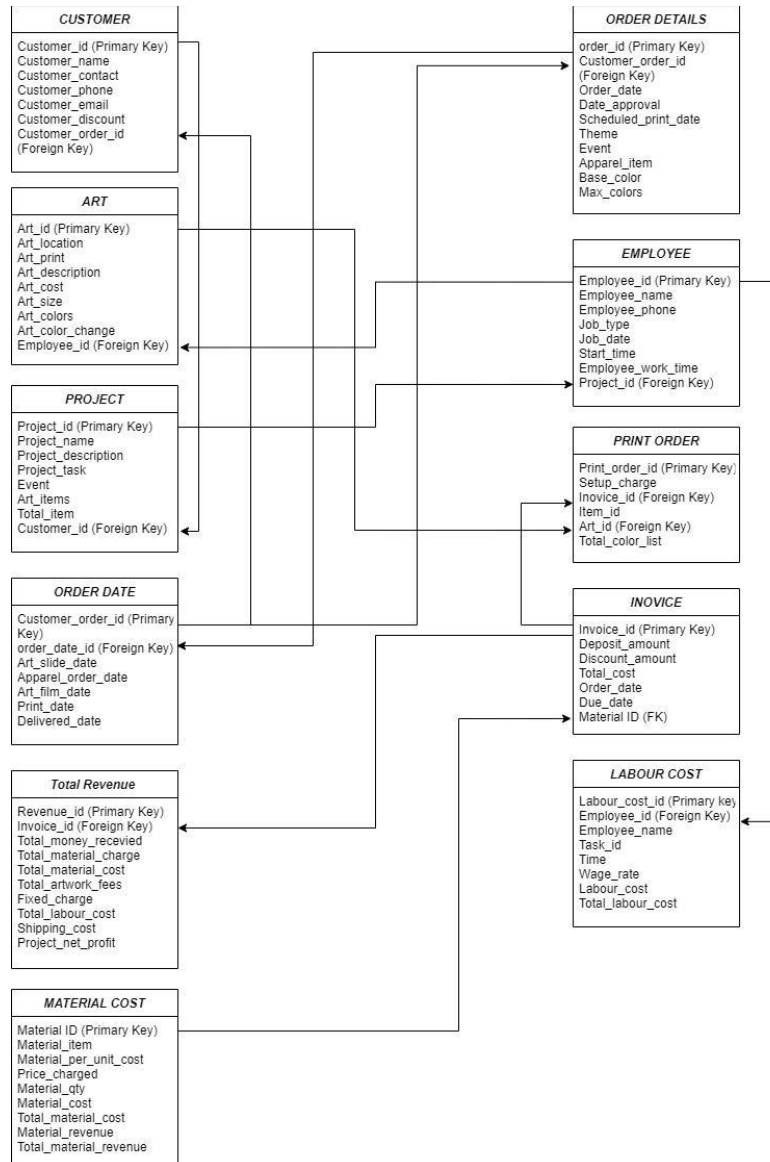 CUSTOMER
Customer_id (Primary Key)
Customer_name
Customer_contact
Customer_phone
Customer_email
Customer_discount
Customer_order_id
(Foreign Key)
ART
Art_id (Primary Key)
Art_location
Art_print
Art_description
Art_cost
Art_size
Art_colors
Art_color_change
Employee_id (Foreign Key)
PROJECT
Project_id (Primary Key)
Project_name
Project_description
Project_task
Event
Art_items
Total_item
Customer_id (Foreign Key)
ORDER DATE
Customer_order_id (Primary
Key)
order_date_id (Foreign Key)
Art_slide_date
Apparel_order_date
Art_film_date
Print_date
Delivered_date
Total Revenue
Revenue_id (Primary Key)
Invoice_id (Foreign Key)
Total_money_recevied
Total_material_charge
Total_material_cost
Total_artwork_fees
Fixed_charge
Total_labour_cost
Shipping_cost
Project_net_profit
MATERIAL COST
Material ID (Primary Key)
Material_item
Material_per_unit_cost
Price_charged
Material_qty
Material_cost
Total_material_cost
Material_revenue
Total_material_revenue
ORDER DETAILS
order_id (Primary Key)
Customer_order_id
(Foreign Key)
Order_date
Date_approval
Scheduled_print_date
Theme
Event
Apparel_item
Base_color
Max_colors
EMPLOYEE
Employee_id (Primary Key)
Employee_name
Employee_phone
Job_type
Job_date
Start_time
Employee_work_time
Project_id (Foreign Key)
PRINT ORDER
Print_order_id (Primary Key)
Setup_charge
Inovice_id (Foreign Key)
Item_id
Art_id (Foreign Key)
Total_color_list
INOVICE
Invoice_id (Primary Key)
Deposit_amount
Discount_amount
Total_cost
Order_date
Due_date
Material ID (FK)
LABOUR COST
Labour_cost_id (Primary key)
Employee_id (Foreign Key)
Employee_name
Task_id
Time
Wage_rate
Labour_cost
Total_labour_cost